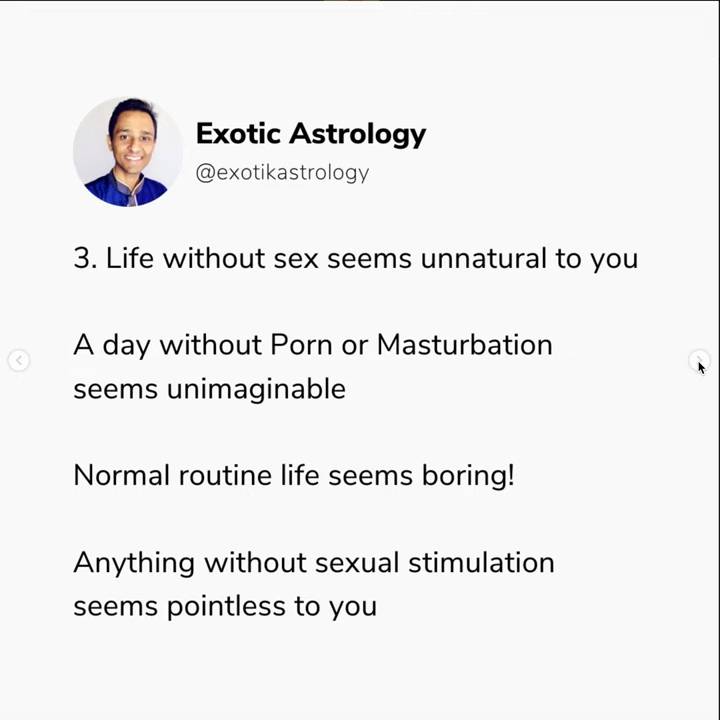 Exotic Astrology
@exotikastrology
3. Life without sex seems unnatural to you
A day without Porn or Masturbation
seems unimaginable
Normal routine life seems boring!
Anything without sexual stimulation
seems pointless to you